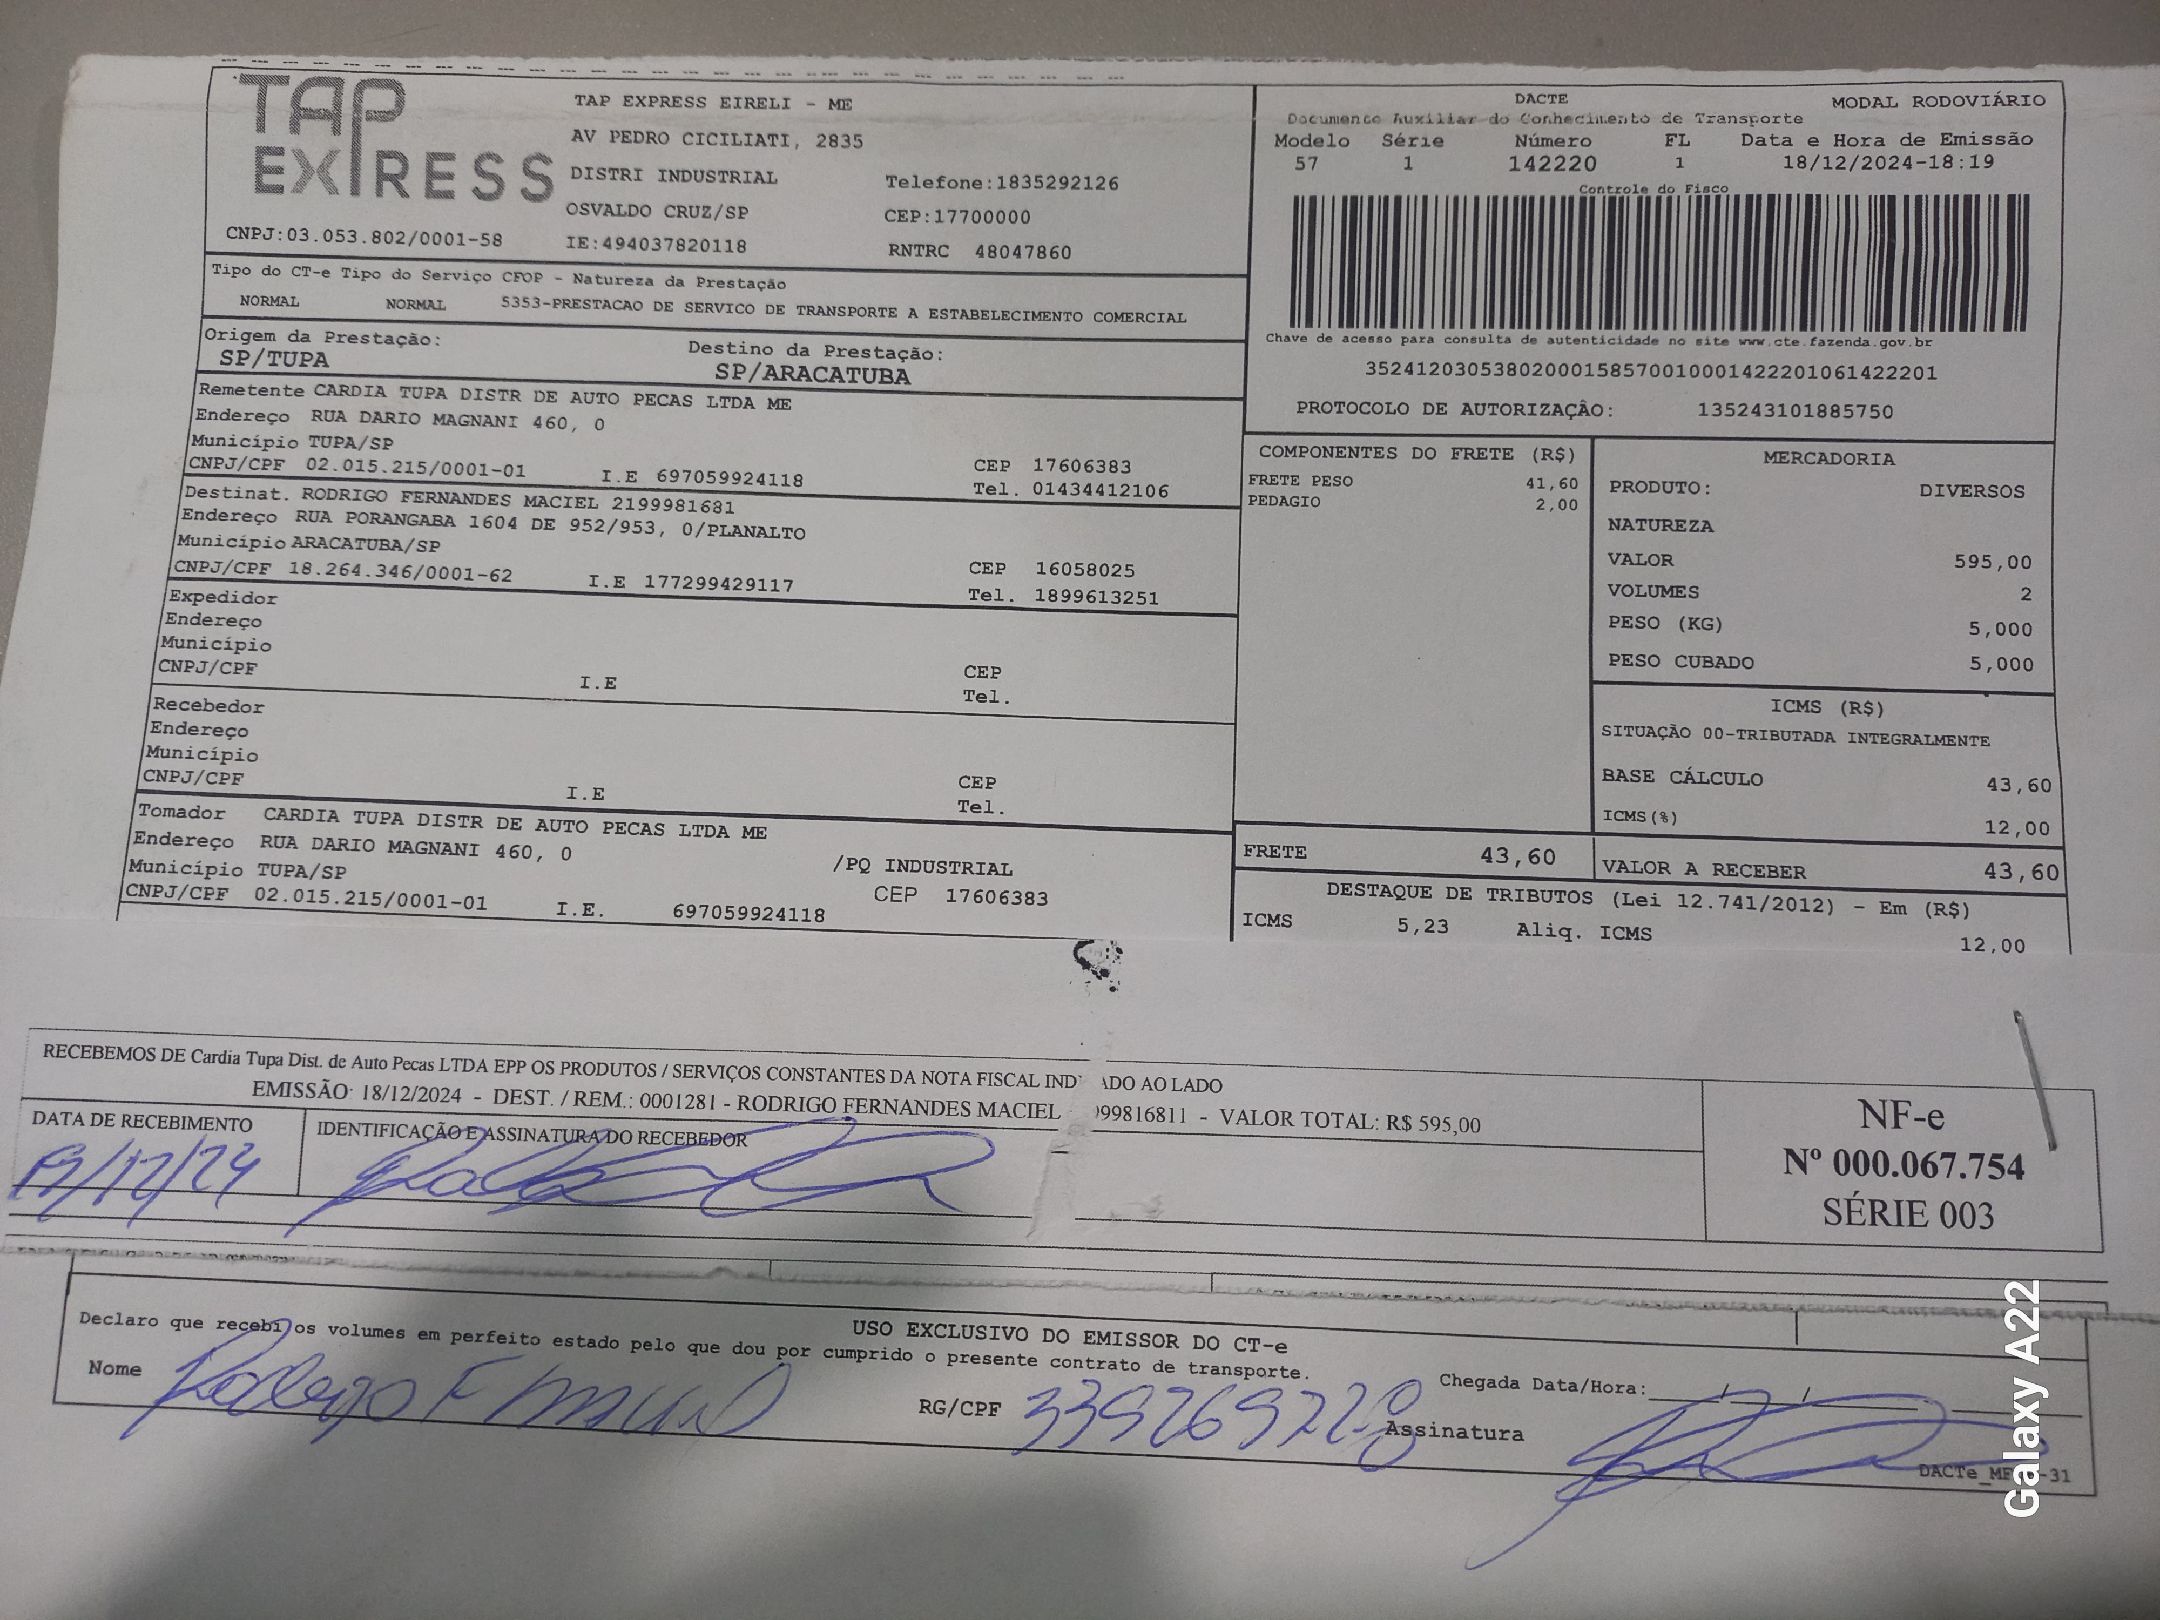 TAP EXPRESS
TAP EXPRESS EIRELI - ME
AV PEDRO CICILIATI, 2835
DISTRI INDUSTRIAL
Telefone:1835292126
OSVALDO CRUZ/SP
CEP:17700000
CNPJ:03.053.802/0001-58
IE:494037820118
RNTRC 48047860
DACTE
MODAL RODOVIÁRIO
Documento Auxiliar do Conhecimento de Transporte
Modelo Série Número FL Data e Hora de Emissão
57 1 142220 1 18/12/2024-18:19
Controle do Fisco
Chave de acesso para consulta de autenticidade no site www.cte.fazenda.gov.br
35241203053802000158570010001422201061422201
PROTOCOLO DE AUTORIZAÇÃO: 135243101885750
Tipo do CT-e Tipo do Serviço CFOP - Natureza da Prestação
NORMAL NORMAL 5353-PRESTACAO DE SERVICO DE TRANSPORTE A ESTABELECIMENTO COMERCIAL
Origem da Prestação: Destino da Prestação:
SP/TUPA SP/ARACATUBA
Remetente CARDIA TUPA DISTR DE AUTO PECAS LTDA ME
Endereço RUA DARIO MAGNANI 460, 0
Município TUPA/SP CEP 17606383
CNPJ/CPF 02.015.215/0001-01 I.E 697059924118 Tel. 01434412106
Destinat. RODRIGO FERNANDES MACIEL 2199981681
Endereço RUA PORANGABA 1604 DE 952/953, 0/PLANALTO
Município ARACATUBA/SP CEP 16058025
CNPJ/CPF 18.264.346/0001-62 I.E 177299429117 Tel. 1899613251
Expedidor
Endereço
Município CEP
CNPJ/CPF I.E Tel.
Recebedor
Endereço
Município CEP
CNPJ/CPF I.E Tel.
Tomador CARDIA TUPA DISTR DE AUTO PECAS LTDA ME
Endereço RUA DARIO MAGNANI 460, 0 /PQ INDUSTRIAL
Município TUPA/SP CEP 17606383
CNPJ/CPF 02.015.215/0001-01 I.E. 697059924118
COMPONENTES DO FRETE (R$)
FRETE PESO 41,60
PEDAGIO 2,00
MERCADORIA
PRODUTO: DIVERSOS
NATUREZA
VALOR 595,00
VOLUMES 2
PESO (KG) 5,000
PESO CUBADO 5,000
ICMS (R$)
SITUAÇÃO 00-TRIBUTADA INTEGRALMENTE
BASE CÁLCULO 43,60
ICMS(%) 12,00
FRETE 43,60 VALOR A RECEBER 43,60
DESTAQUE DE TRIBUTOS (Lei 12.741/2012) - Em (R$)
ICMS 5,23 Aliq. ICMS 12,00
RECEBEMOS DE Cardia Tupa Dist. de Auto Pecas LTDA EPP OS PRODUTOS / SERVIÇOS CONSTANTES DA NOTA FISCAL IND ADO AO LADO
EMISSÃO: 18/12/2024 - DEST. / REM.: 0001281 - RODRIGO FERNANDES MACIEL 999816811 - VALOR TOTAL: R$ 595,00
DATA DE RECEBIMENTO IDENTIFICAÇÃO E ASSINATURA DO RECEBEDOR
19/12/24
NF-e
Nº 000.067.754
SÉRIE 003
USO EXCLUSIVO DO EMISSOR DO CT-e
Declaro que recebi os volumes em perfeito estado pelo que dou por cumprido o presente contrato de transporte.
Nome Rodrigo F Maciel RG/CPF 339269728 Chegada Data/Hora: / /
Assinatura
DACTe_M -31
Galaxy A22